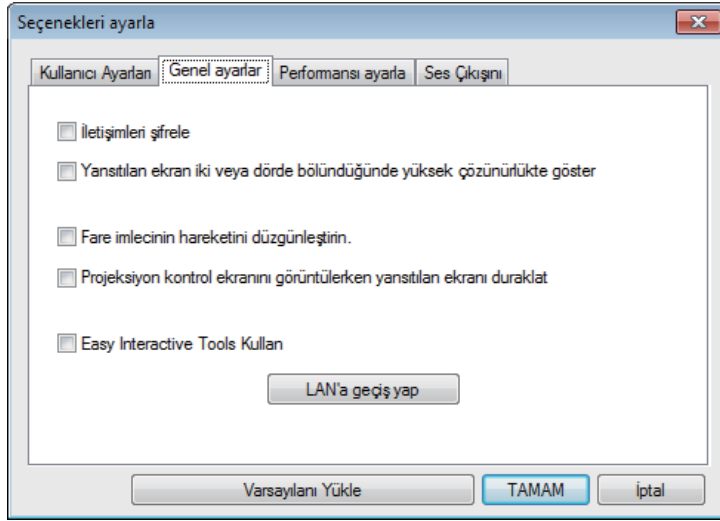 Seçenekleri ayarla
Kullanıcı Ayarları Genel ayarlar Performansı ayarla Ses Çıkışını
İletişimleri şifrele
Yansıtılan ekran iki veya dörde bölündüğünde yüksek çözünürlükte göster
Fare imlecinin hareketini düzgünleştirin.
Projeksiyon kontrol ekranını görüntülerken yansıtılan ekranı duraklat
Easy Interactive Tools Kullan
LAN'a geçiş yap
Varsayılanı Yükle TAMAM İptal